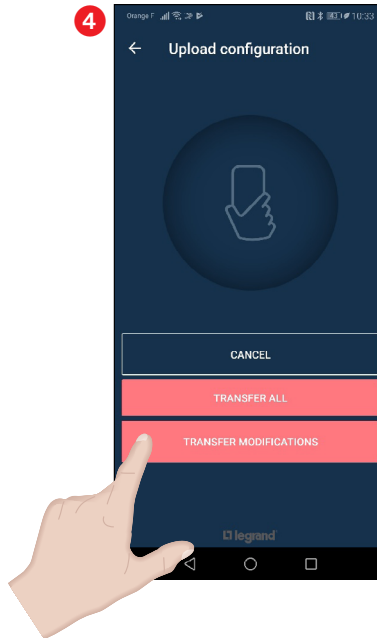 4
Orange F 10:33
Upload configuration
CANCEL
TRANSFER ALL
TRANSFER MODIFICATIONS
legrand